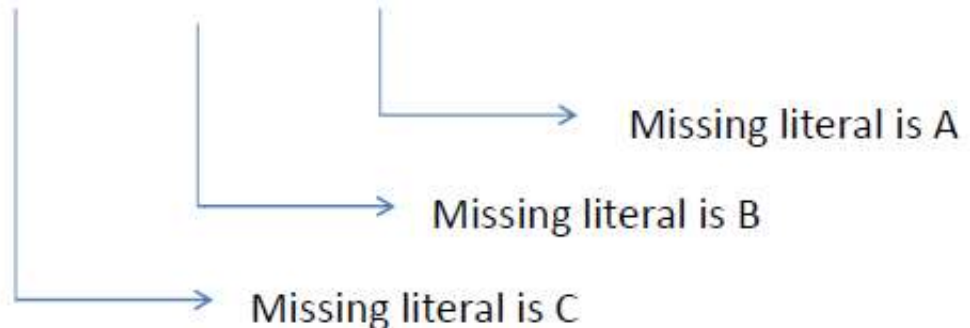 Missing literal is A
Missing literal is B
Missing literal is C